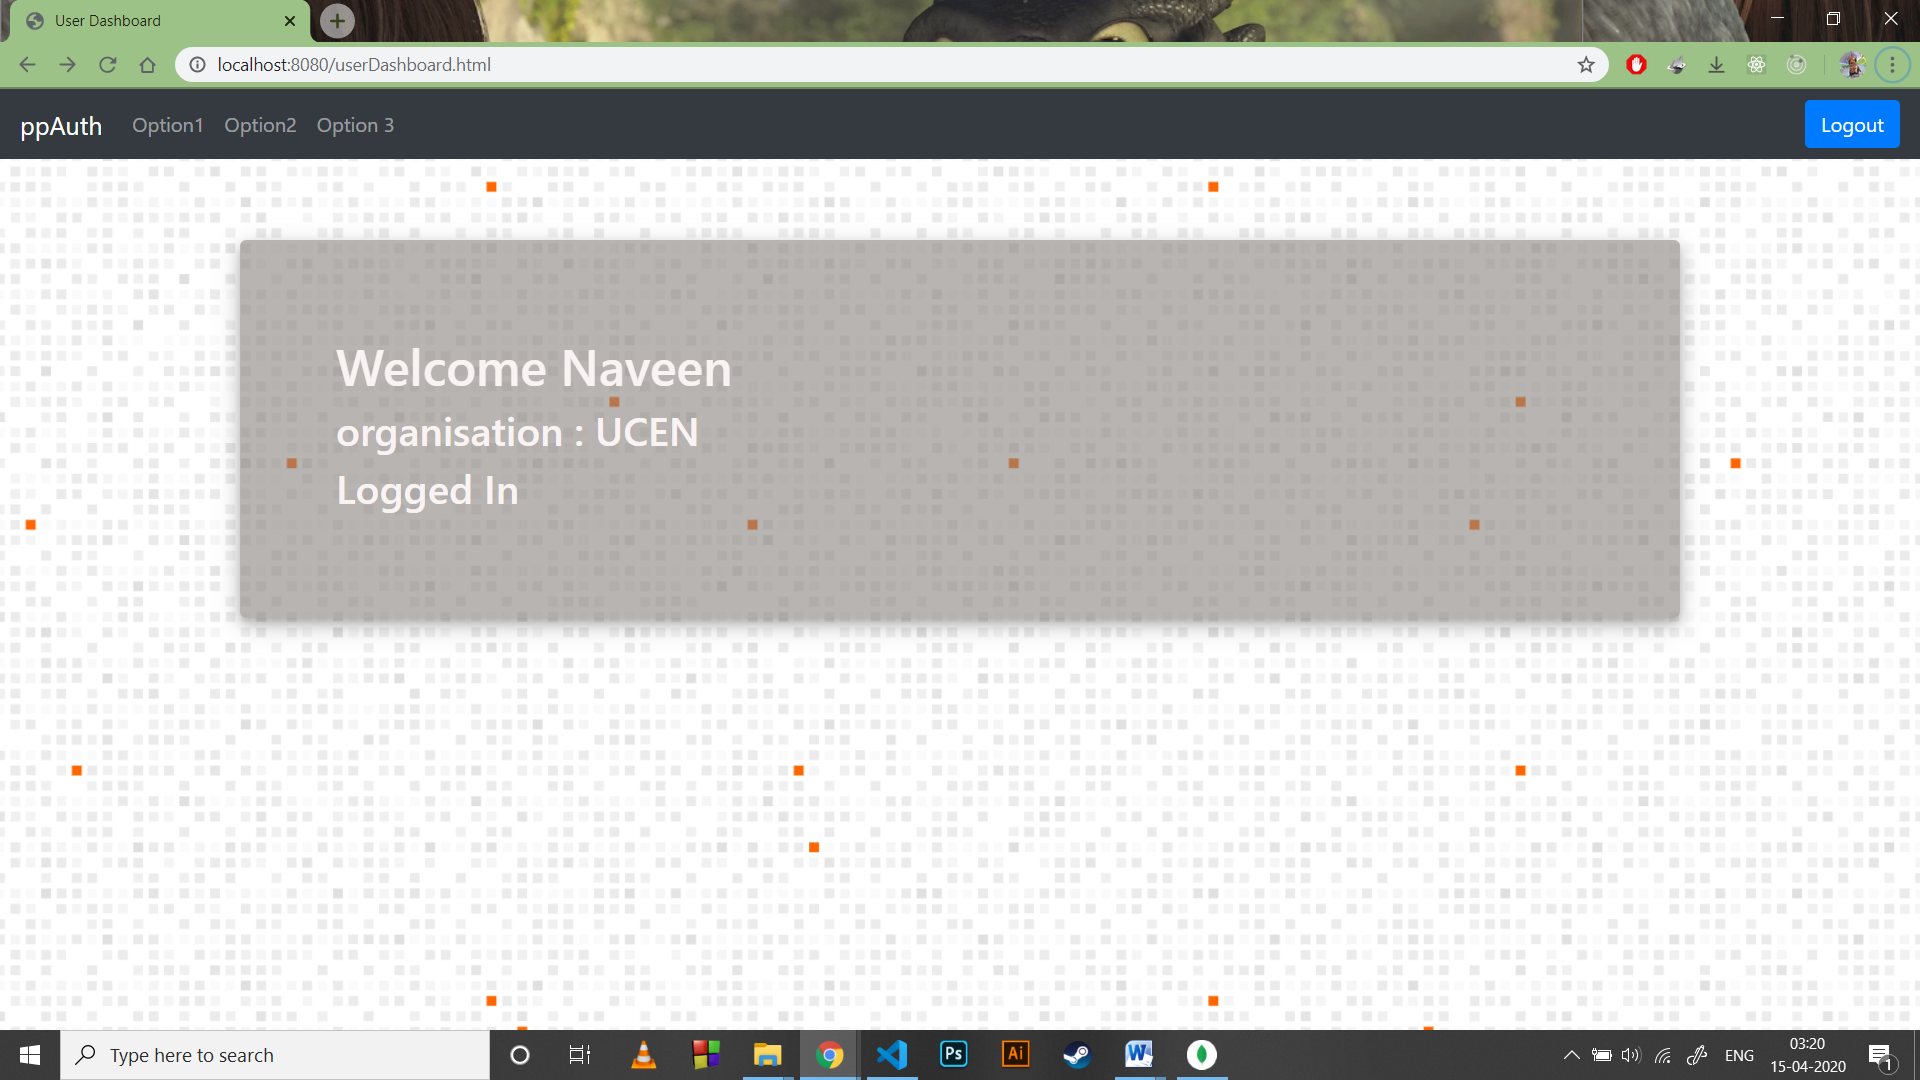 User Dashboard
localhost:8080/userDashboard.html
ppAuth Option1 Option2 Option 3 Logout
Welcome Naveen
organisation : UCEN
Logged In
Type here to search
Ps
Ai
W
ENG
03:20
15-04-2020
1